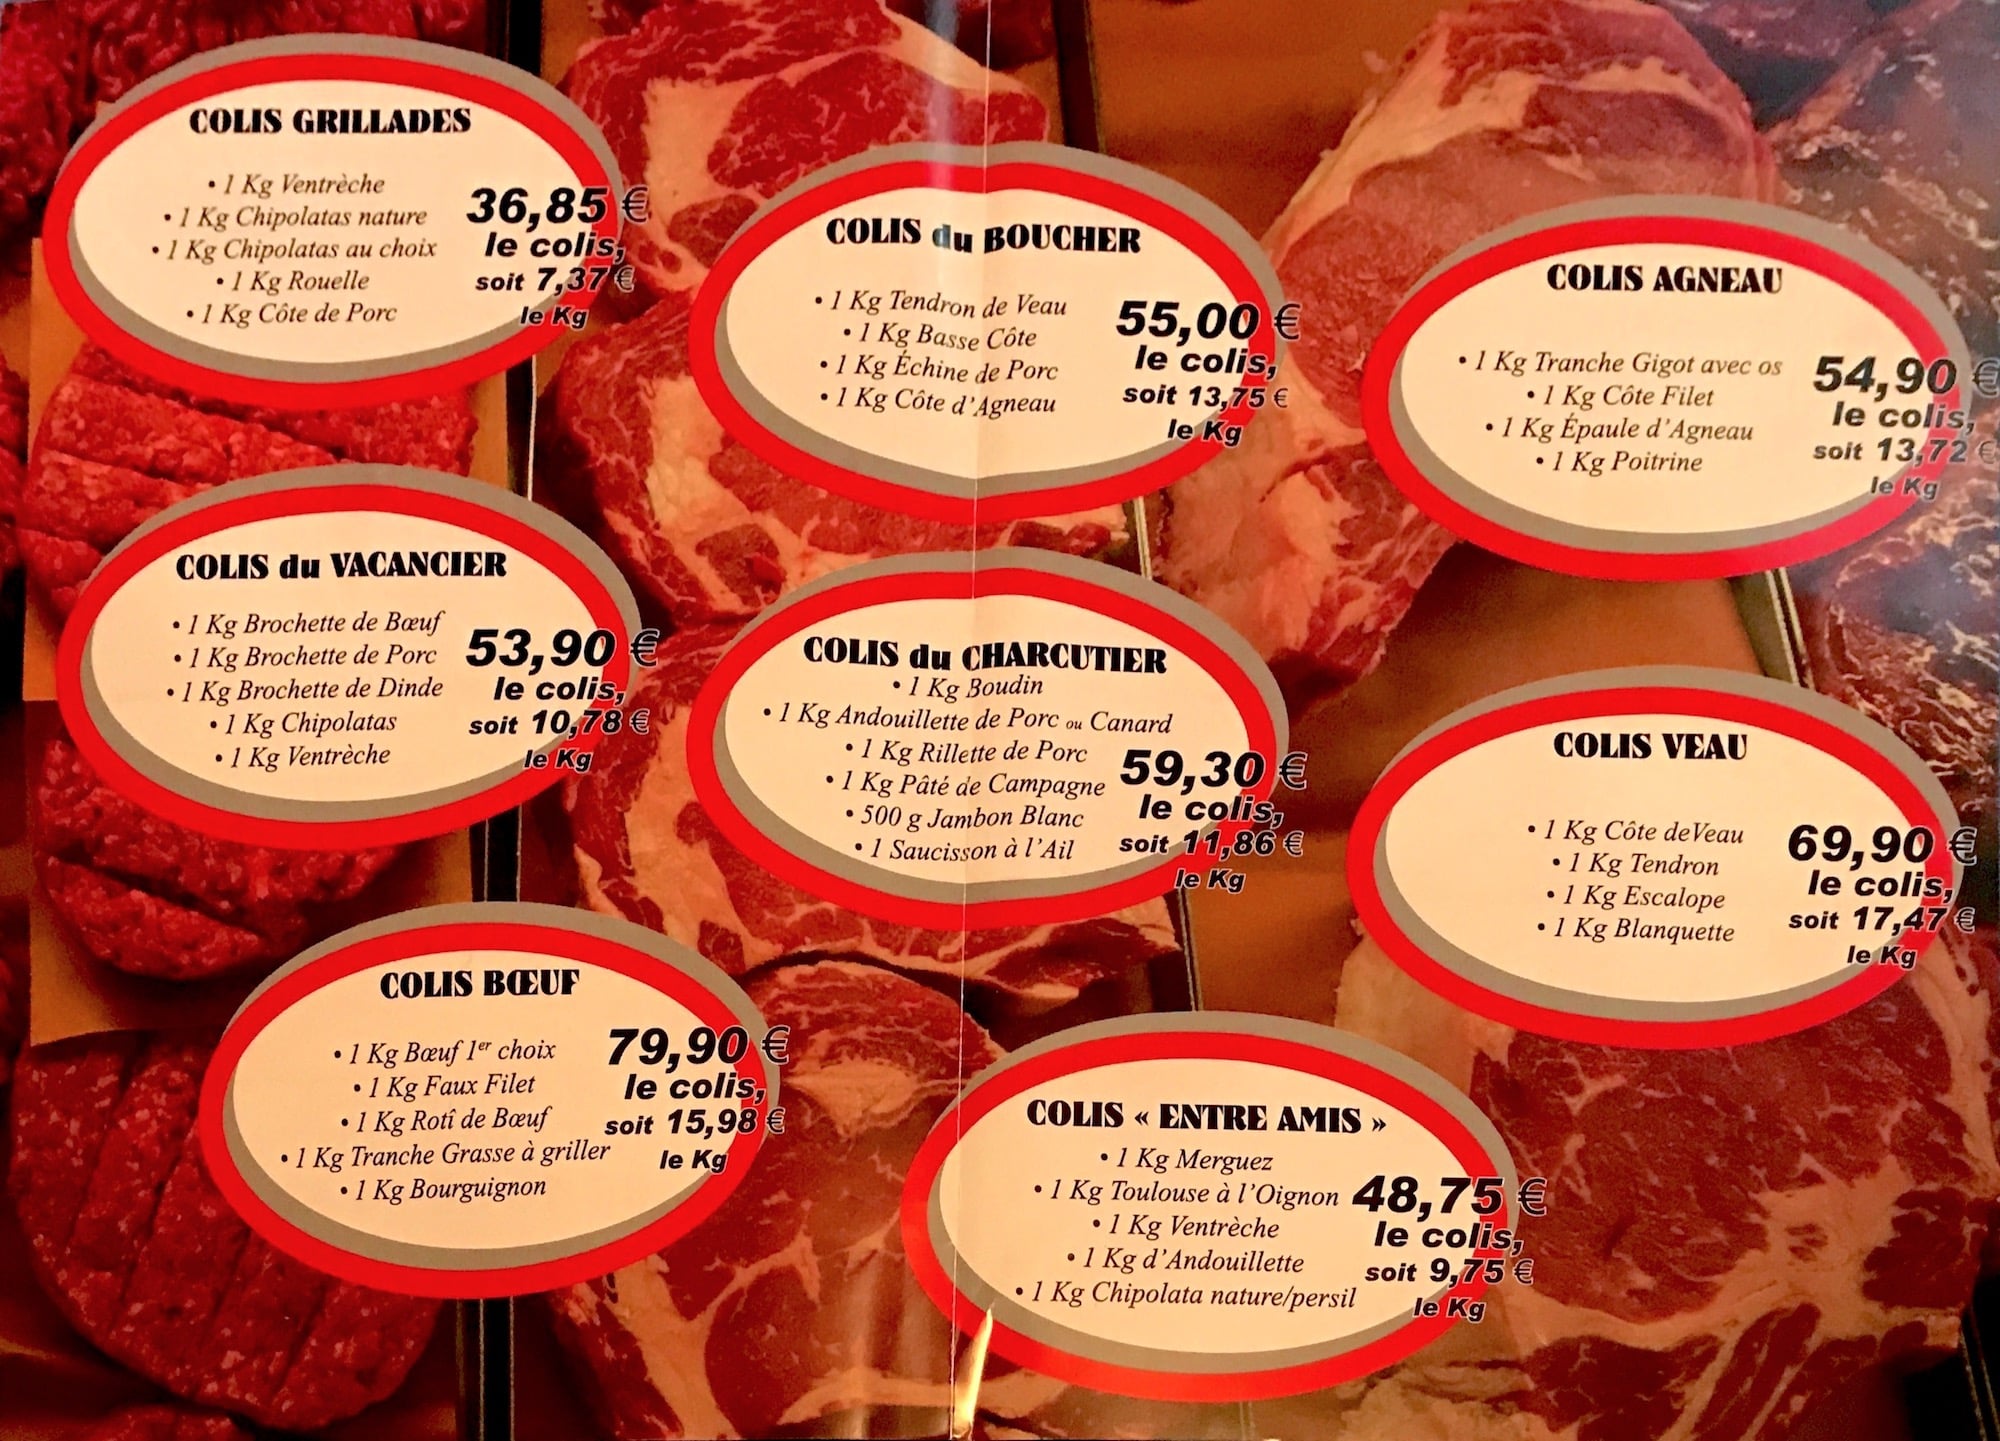 COLIS GRILLADES
• 1 Kg Ventrèche
• 1 Kg Chipolatas nature
• 1 Kg Chipolatas au choix
• 1 Kg Rouelle
• 1 Kg Côte de Porc
36,85 €
le colis,
soit 7,37 €
le Kg
COLIS du BOUCHER
• 1 Kg Tendron de Veau
• 1 Kg Basse Côte
• 1 Kg Échine de Porc
• 1 Kg Côte d'Agneau
55,00 €
le colis,
soit 13,75 €
le Kg
COLIS AGNEAU
• 1 Kg Tranche Gigot avec os
• 1 Kg Côte Filet
• 1 Kg Épaule d'Agneau
• 1 Kg Poitrine
54,90 €
le colis,
soit 13,72 €
le Kg
COLIS du VACANCIER
• 1 Kg Brochette de Bœuf
• 1 Kg Brochette de Porc
• 1 Kg Brochette de Dinde
• 1 Kg Chipolatas
• 1 Kg Ventrèche
53,90 €
le colis,
soit 10,78 €
le Kg
COLIS du CHARCUTIER
• 1 Kg Boudin
• 1 Kg Andouillette de Porc ou Canard
• 1 Kg Rillette de Porc
• 1 Kg Pâté de Campagne
• 500 g Jambon Blanc
• 1 Saucisson à l'Ail
59,30 €
le colis,
soit 11,86 €
le Kg
COLIS VEAU
• 1 Kg Côte deVeau
• 1 Kg Tendron
• 1 Kg Escalope
• 1 Kg Blanquette
69,90 €
le colis,
soit 17,47 €
le Kg
COLIS BŒUF
• 1 Kg Bœuf 1er choix
• 1 Kg Faux Filet
• 1 Kg Rotî de Bœuf
• 1 Kg Tranche Grasse à griller
• 1 Kg Bourguignon
79,90 €
le colis,
soit 15,98 €
le Kg
COLIS « ENTRE AMIS »
• 1 Kg Merguez
• 1 Kg Toulouse à l'Oignon
• 1 Kg Ventrèche
• 1 Kg d'Andouillette
• 1 Kg Chipolata nature/persil
48,75 €
le colis,
soit 9,75 €
le Kg